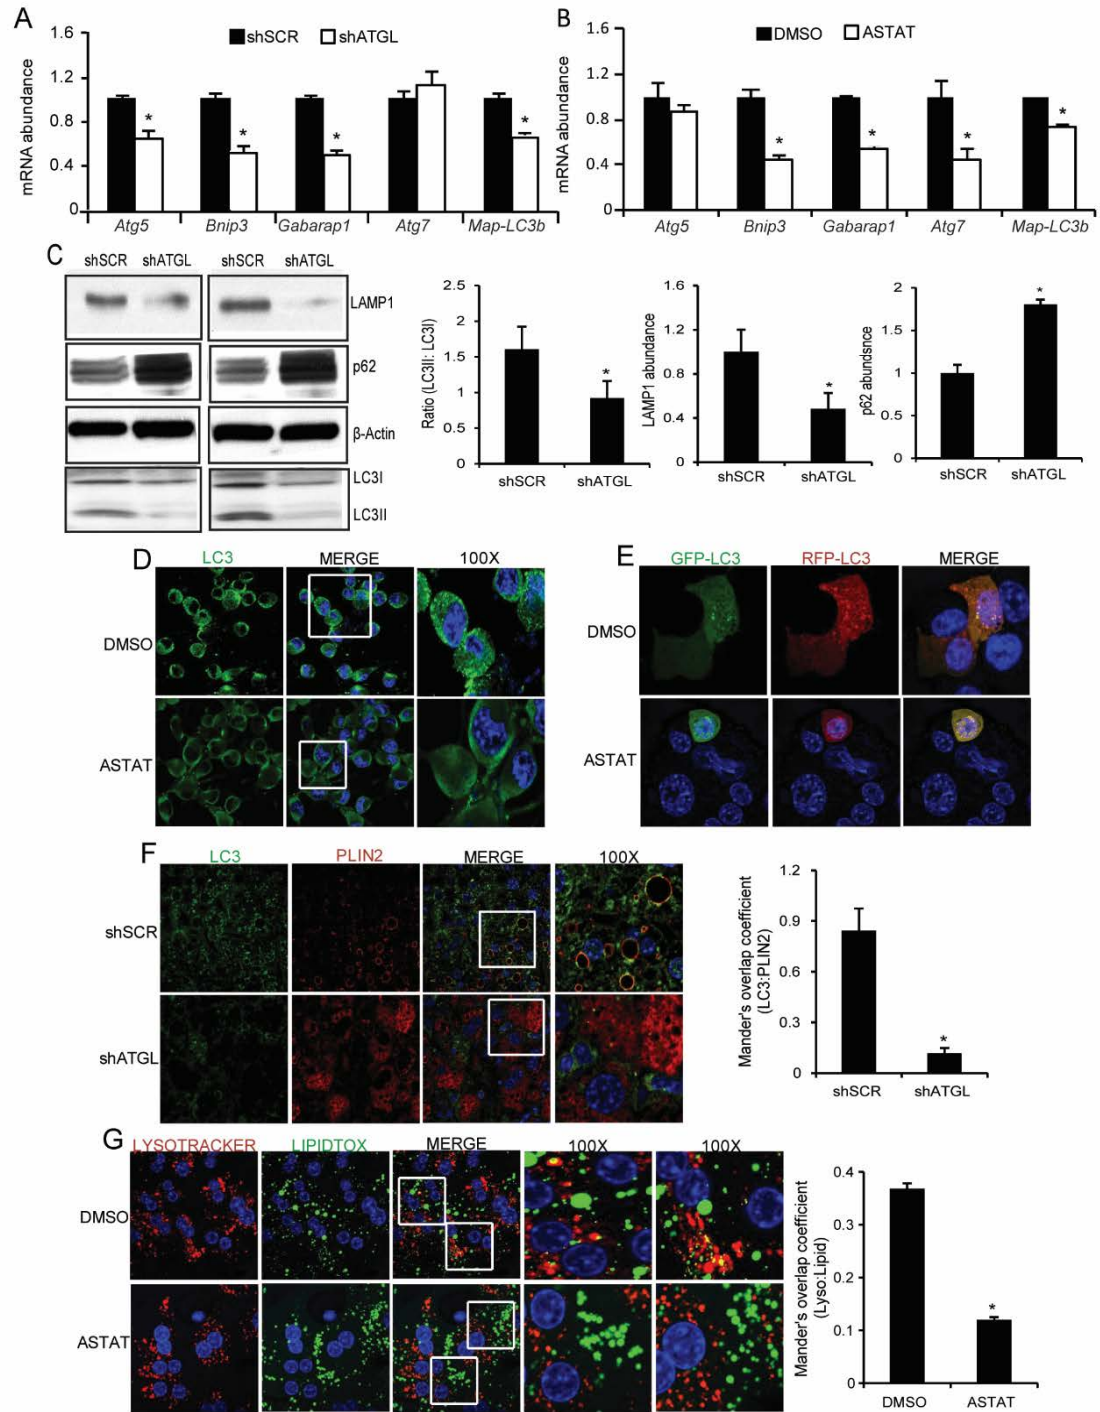 A
shSCR shATGL
mRNA abundance
1.6
1.2
0.8
0.4
0
*
*
*
*
Atg5 Bnip3 Gabarap1 Atg7 Map-LC3b
B
DMSO ASTAT
mRNA abundance
1.6
1.2
0.8
0.4
0
*
*
*
*
Atg5 Bnip3 Gabarap1 Atg7 Map-LC3b
C
shSCR shATGL shSCR shATGL
LAMP1
p62
β-Actin
LC3I
LC3II
Ratio (LC3II: LC3I)
2.5
2
1.5
1
0.5
0
*
shSCR shATGL
LAMP1 abundance
1.6
1.2
0.8
0.4
0
*
shSCR shATGL
p62 abundsnce
2
1.5
1
0.5
0
*
shSCR shATGL
D
LC3 MERGE 100X
DMSO
ASTAT
E
GFP-LC3 RFP-LC3 MERGE
DMSO
ASTAT
F
LC3 PLIN2 MERGE 100X
shSCR
shATGL
Mander's overlap coefficient
(LC3:PLIN2)
1.2
0.9
0.6
0.3
0
*
shSCR shATGL
G
LYSOTRACKER LIPIDTOX MERGE 100X 100X
DMSO
ASTAT
Mander's overlap coefficient
(Lyso:Lipid)
0.4
0.3
0.2
0.1
0
*
DMSO ASTAT